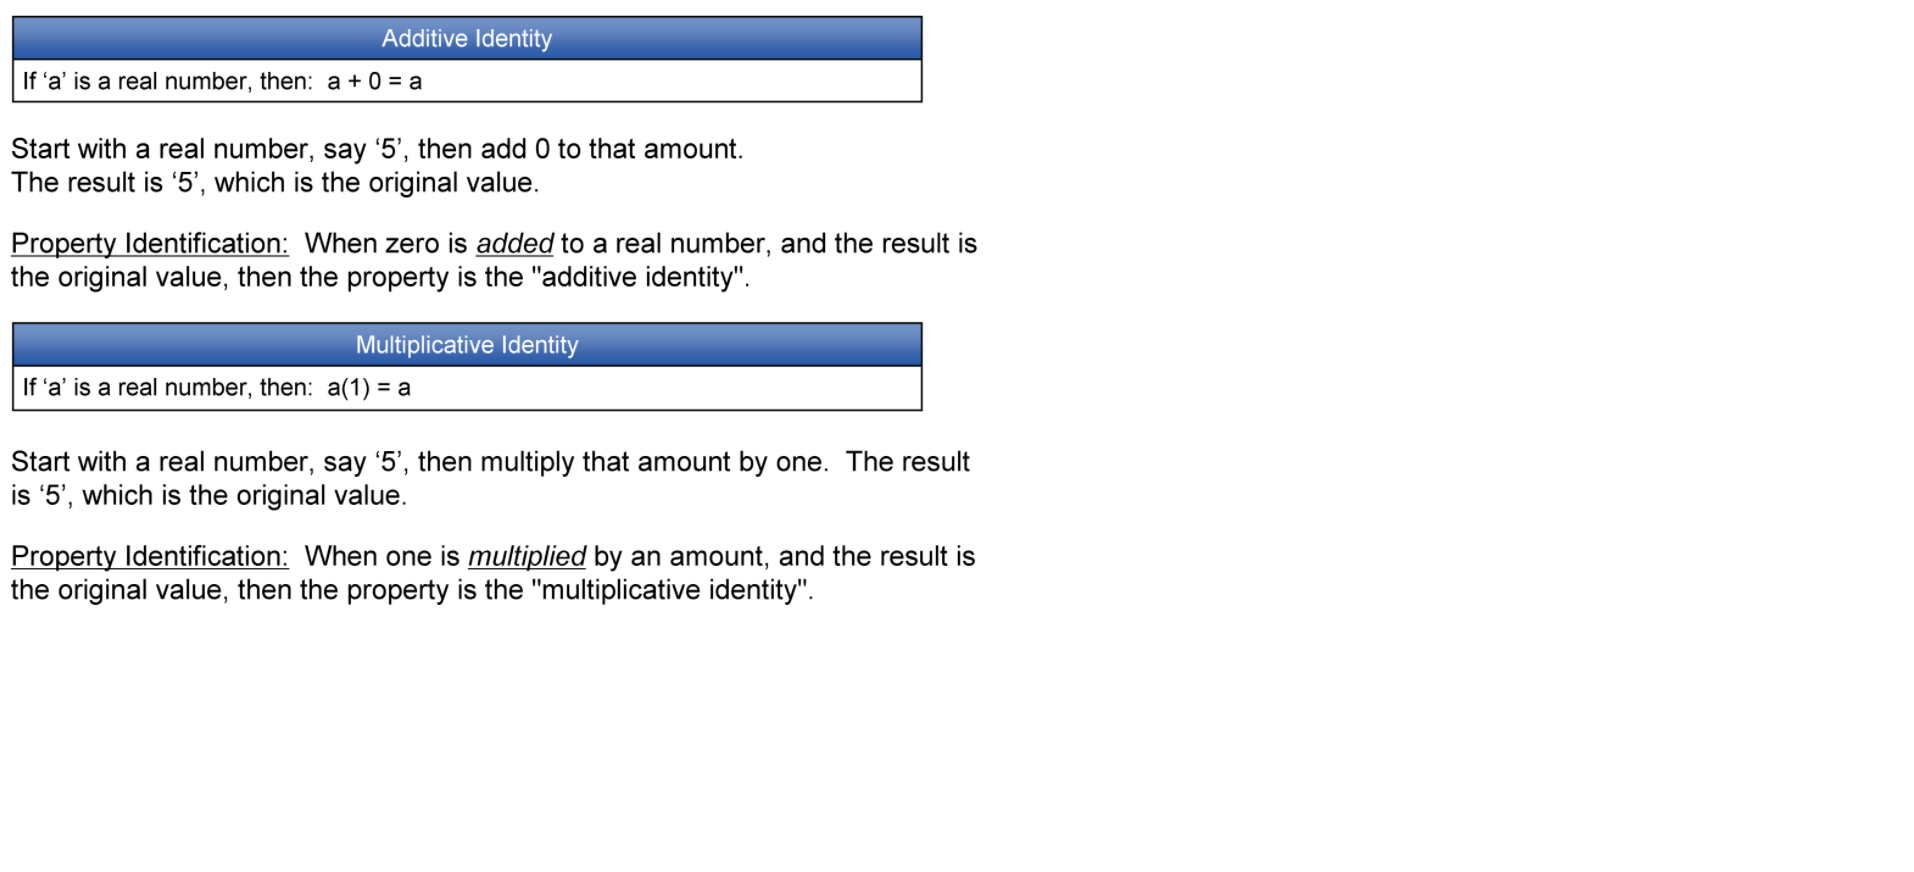 Additive Identity
If ‘a’ is a real number, then:  a + 0 = a
Start with a real number, say ‘5’, then add 0 to that amount.
The result is ‘5’, which is the original value.
Property Identification:  When zero is added to a real number, and the result is
the original value, then the property is the "additive identity".
Multiplicative Identity
If ‘a’ is a real number, then:  a(1) = a
Start with a real number, say ‘5’, then multiply that amount by one.  The result
is ‘5’, which is the original value.
Property Identification:  When one is multiplied by an amount, and the result is
the original value, then the property is the "multiplicative identity".